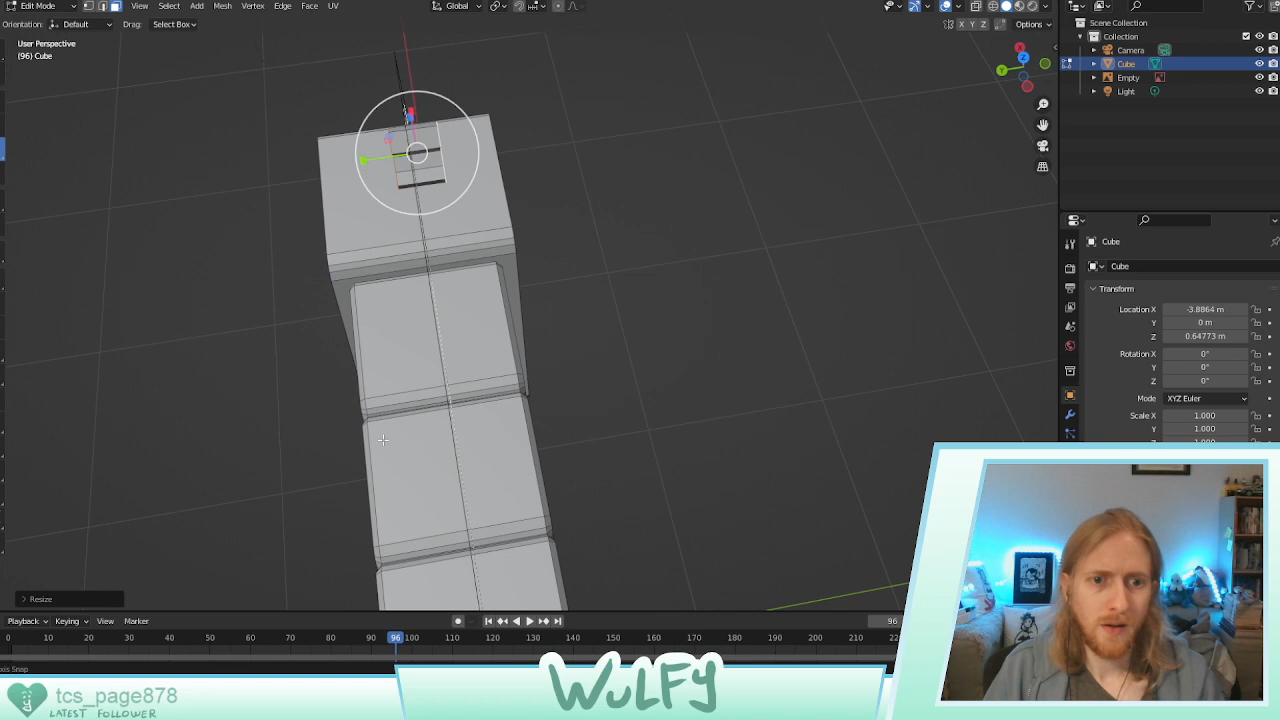 Edit Mode View Select Add Mesh Vertex Edge Face UV Global
Orientation: Default Drag: Select Box X Y Z Options
User Perspective
(96) Cube
Scene Collection
Collection
Camera
Cube
Empty
Light
X
Y
Z
Cube
Cube
Transform
Location X -3.8864 m
Y 0 m
Z 0.64773 m
Rotation X 0°
Y 0°
Z 0°
Mode XYZ Euler
Scale X 1.000
Y 1.000
Resize
Playback Keying View Marker 96
0 10 20 30 40 50 60 70 80 90 96 100 110 120 130 140 150 160 170 180 190 200 210
xis Snap
WULFY
tcs_page878
LATEST FOLLOWER